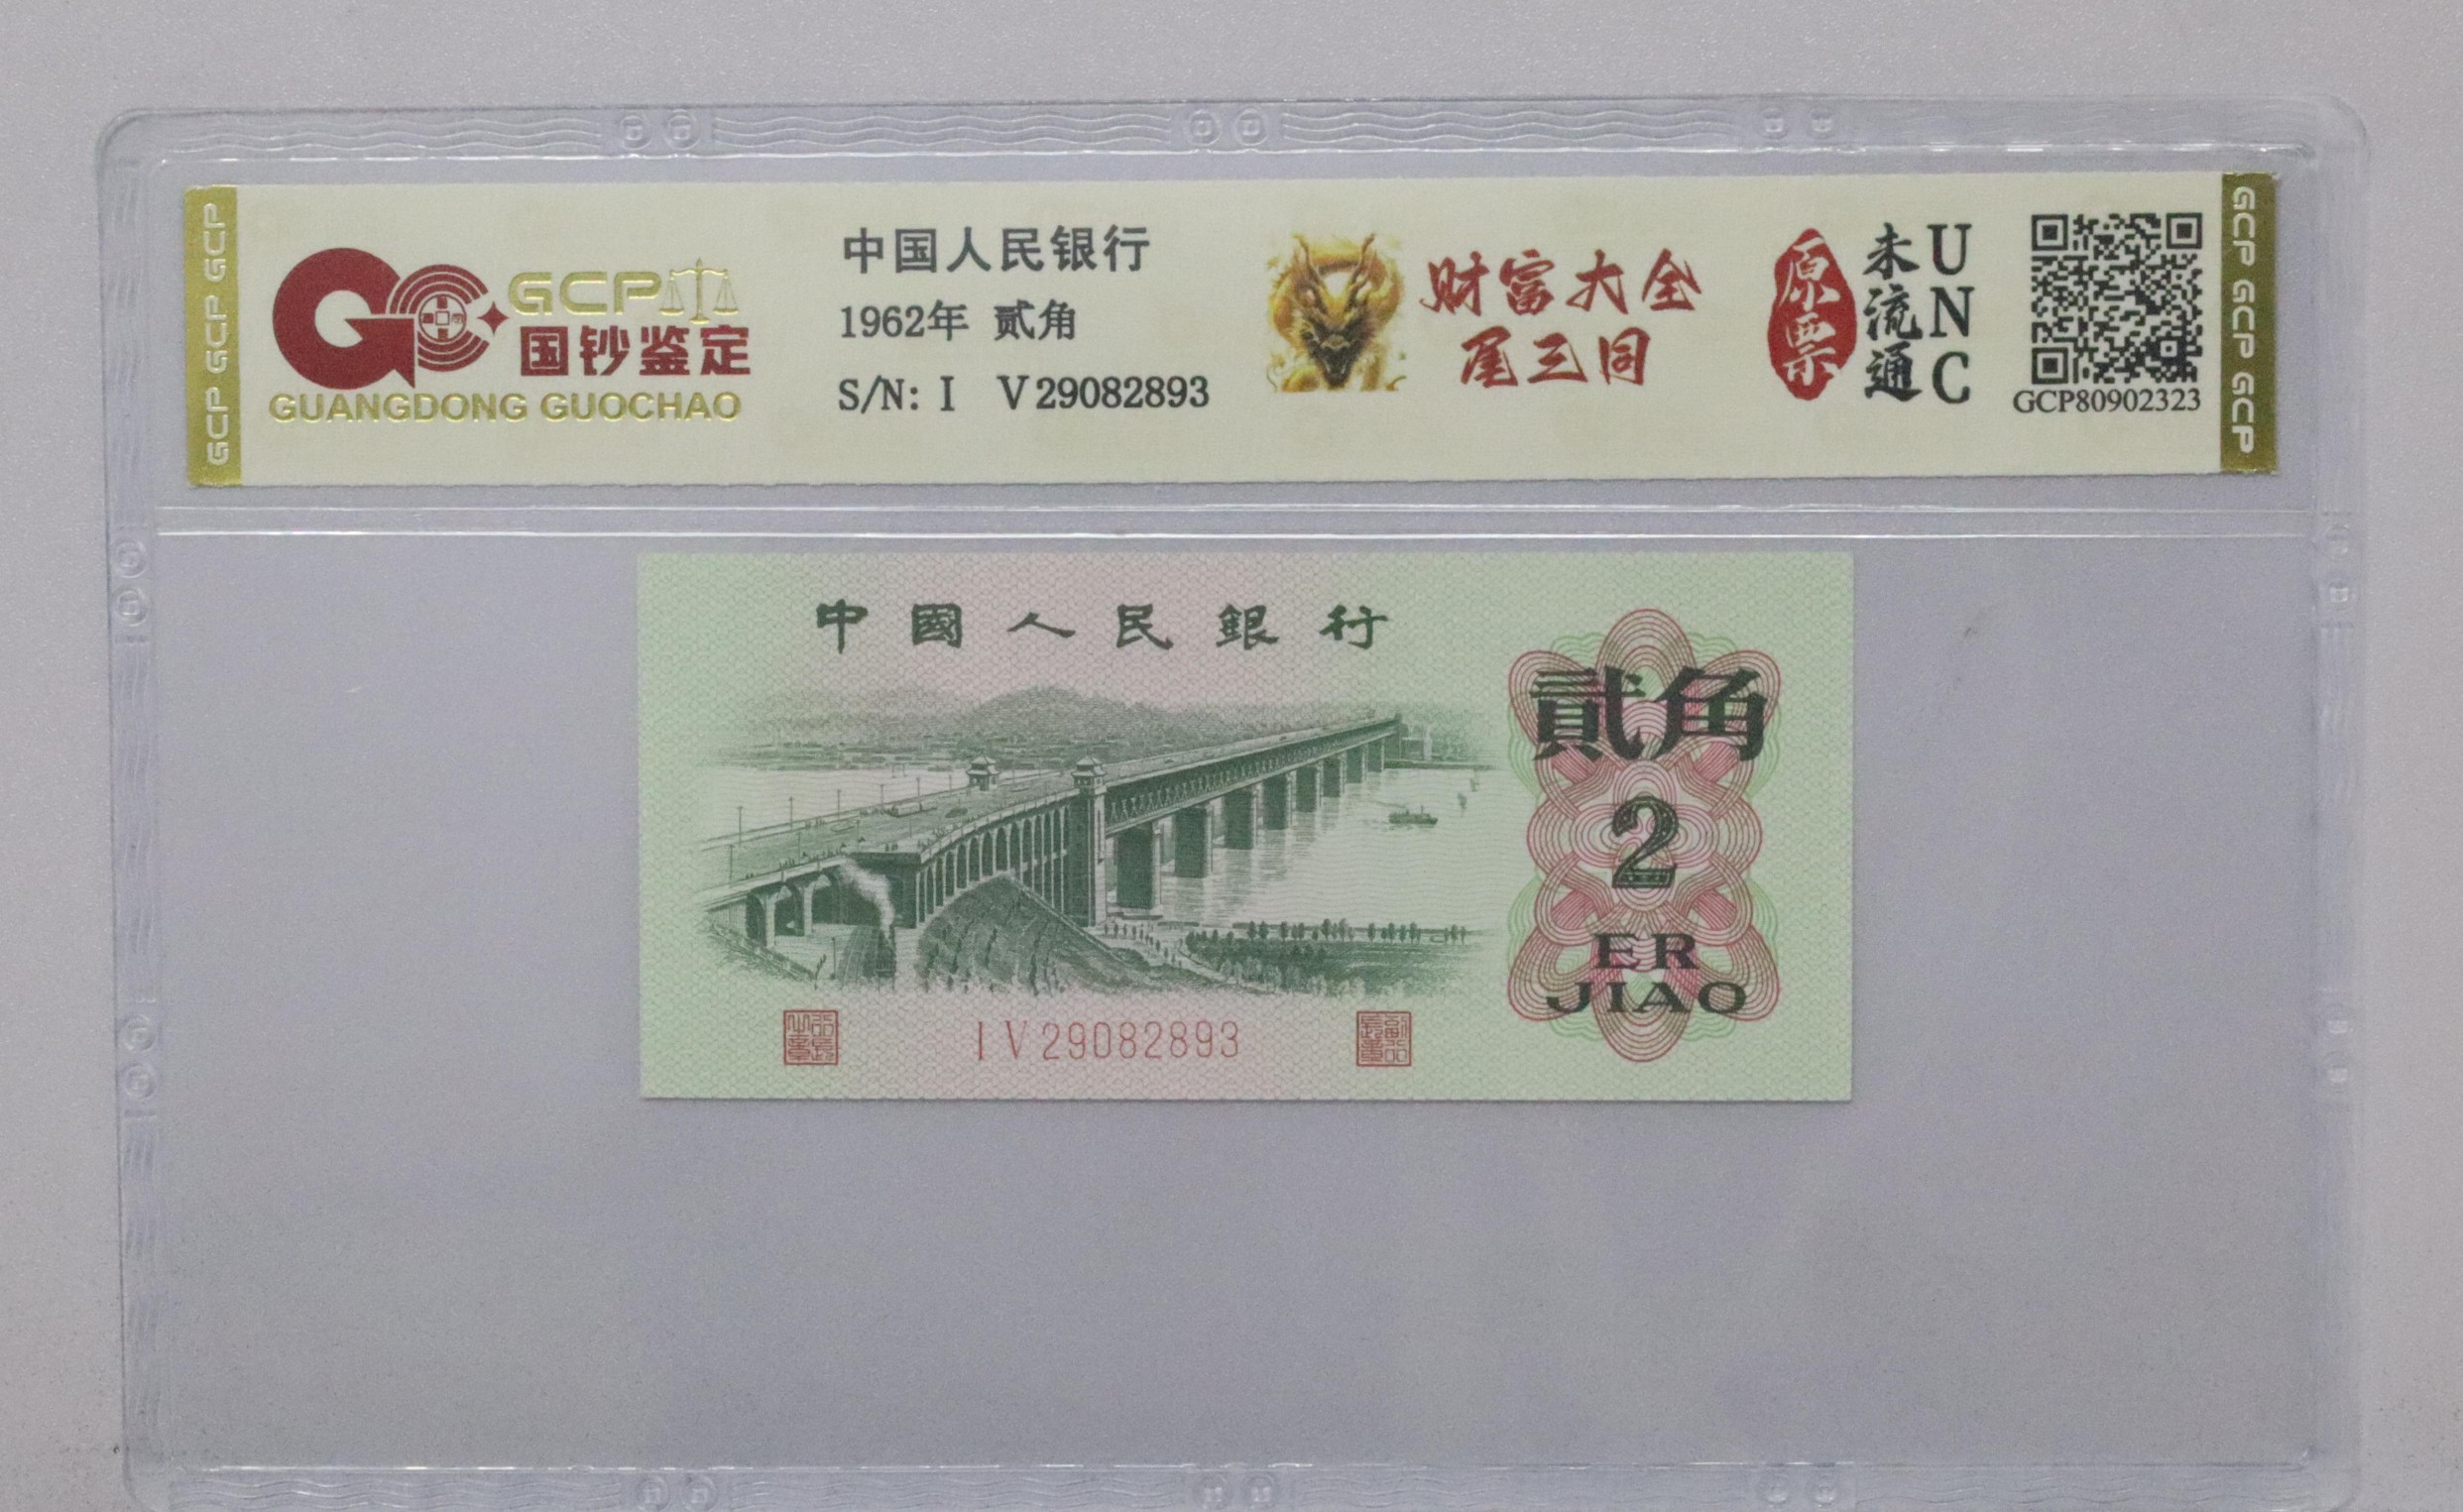 GCP GCP GCP
GCP
国钞鉴定
GUANGDONG GUOCHAO
中国人民银行
1962年 贰角
S/N: I V29082893
财富大全
尾三同
原票
未流通
UNC
GCP80902323
GCP GCP GCP
中國人民銀行
貳角
2
ER
JIAO
IV29082893